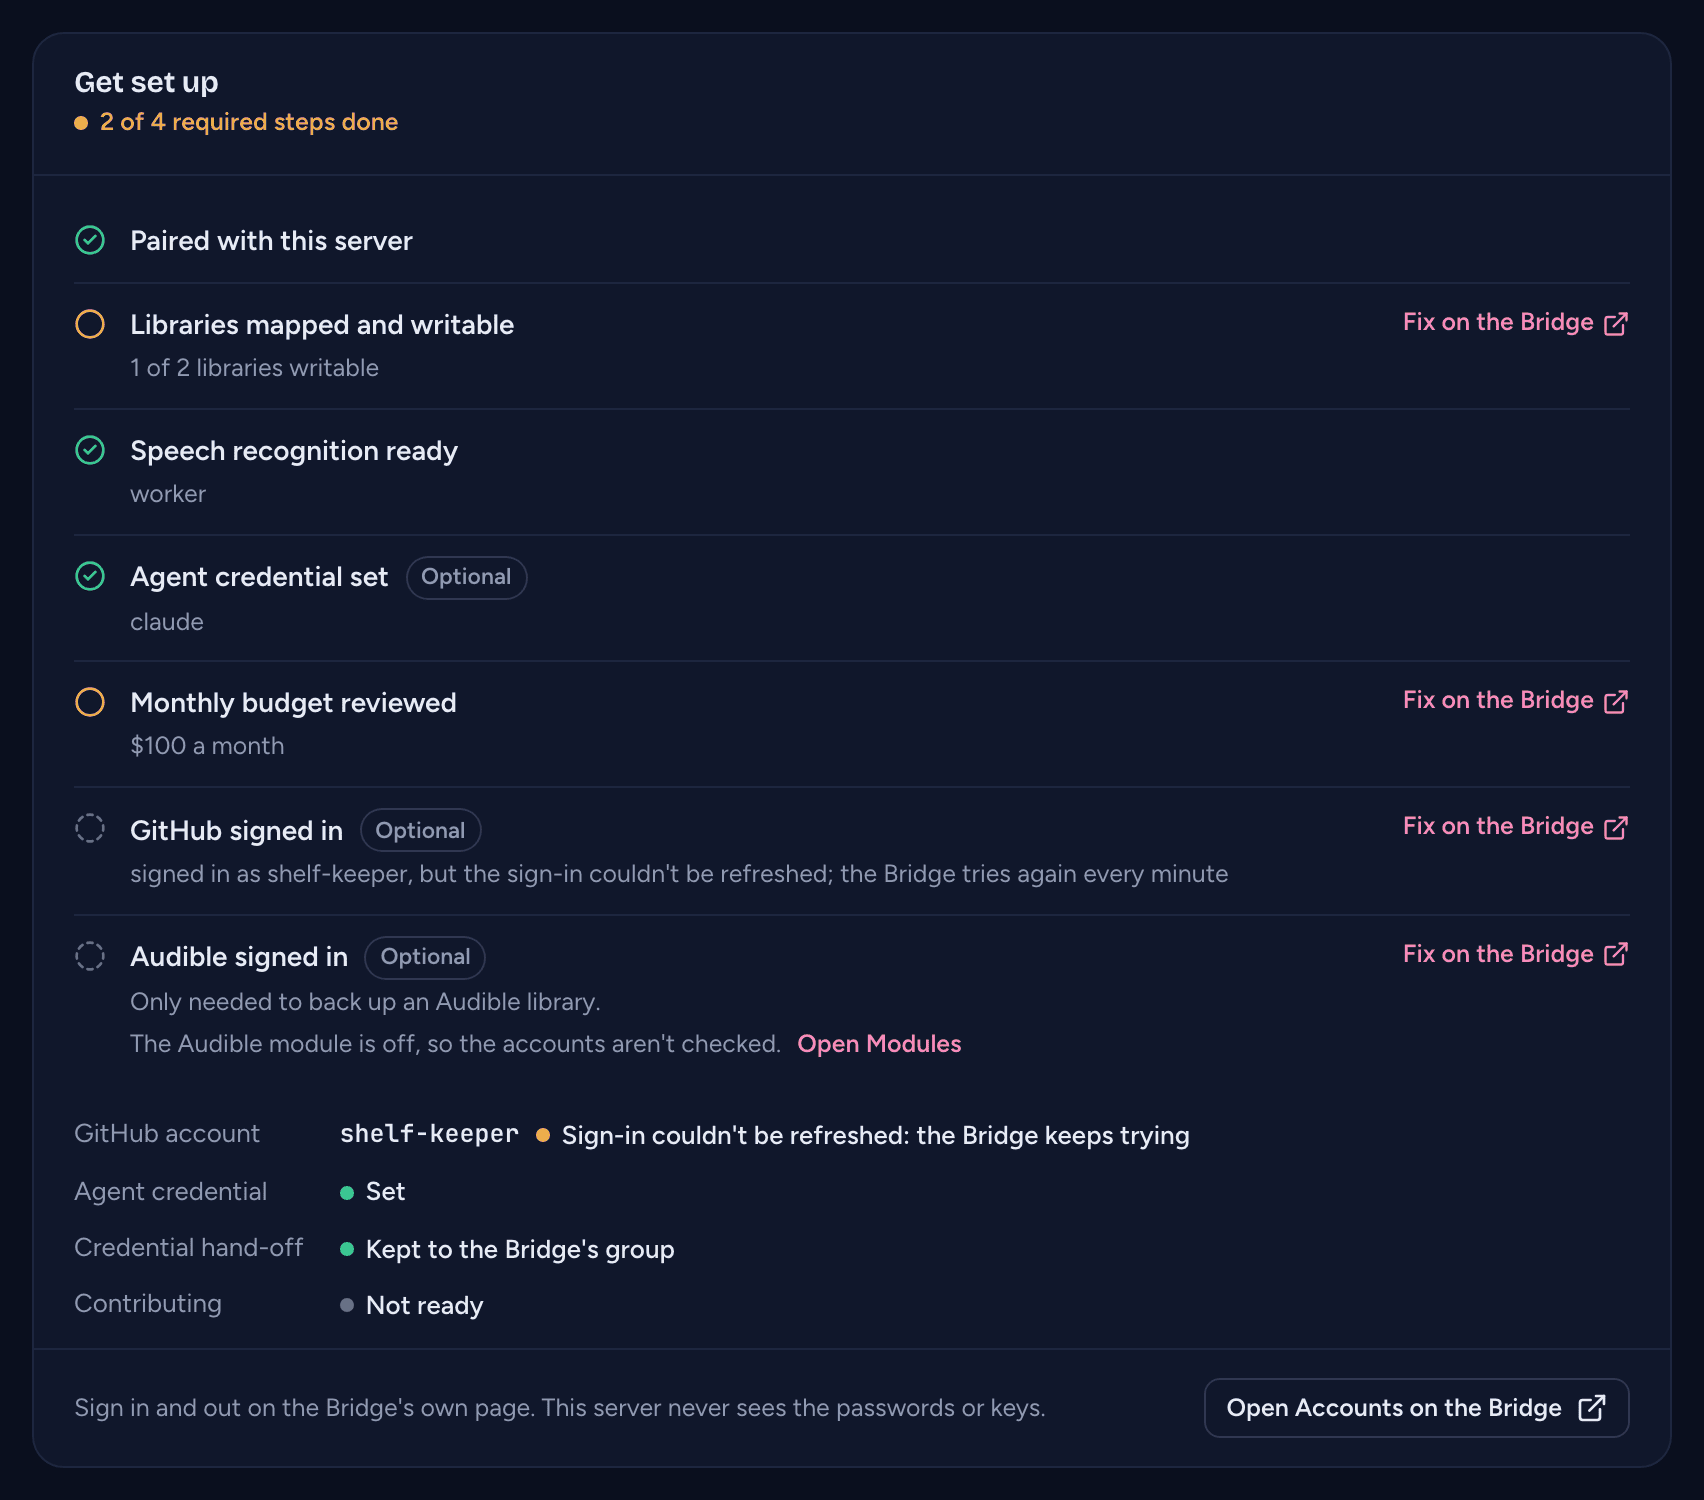 Get set up
2 of 4 required steps done
Paired with this server
Libraries mapped and writable
Fix on the Bridge
1 of 2 libraries writable
Speech recognition ready
worker
Agent credential set Optional
claude
Monthly budget reviewed
Fix on the Bridge
$100 a month
GitHub signed in Optional
Fix on the Bridge
signed in as shelf-keeper, but the sign-in couldn't be refreshed; the Bridge tries again every minute
Audible signed in Optional
Fix on the Bridge
Only needed to back up an Audible library.
The Audible module is off, so the accounts aren't checked. Open Modules
GitHub account shelf-keeper Sign-in couldn't be refreshed: the Bridge keeps trying
Agent credential Set
Credential hand-off Kept to the Bridge's group
Contributing Not ready
Sign in and out on the Bridge's own page. This server never sees the passwords or keys.
Open Accounts on the Bridge